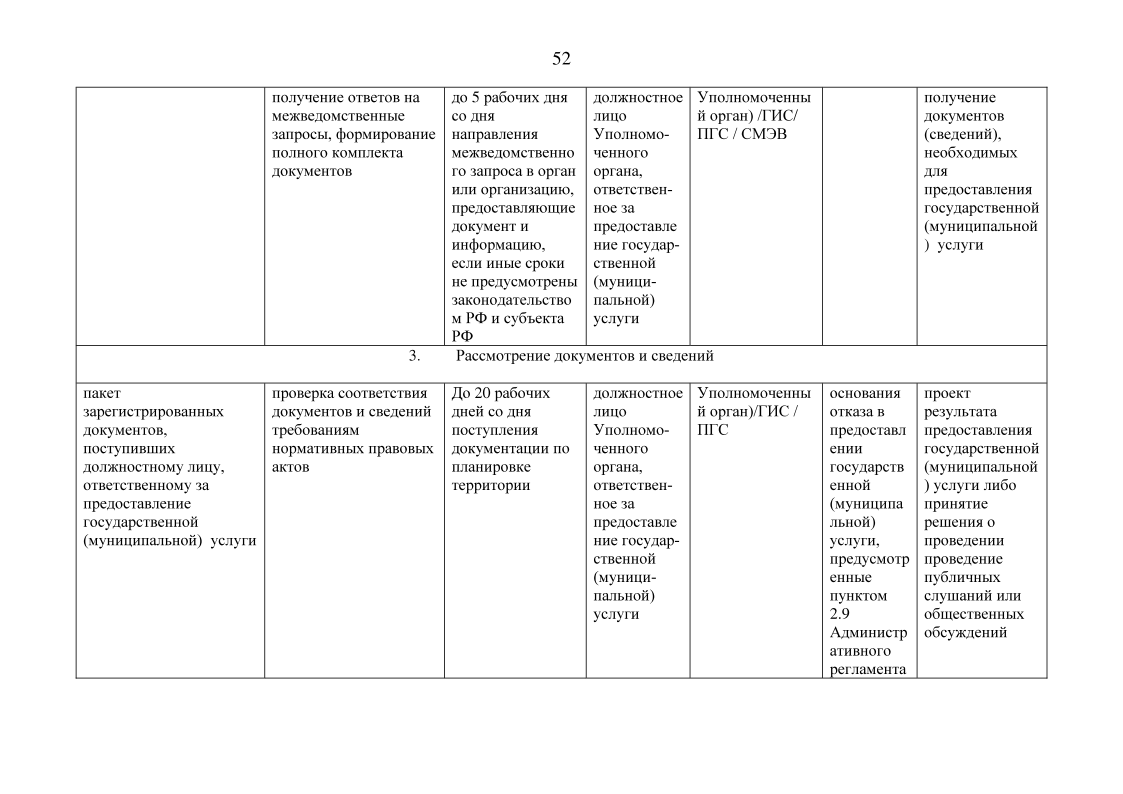 52
получение ответов на
межведомственные
запросы, формирование
полного комплекта
документов
до 5 рабочих дня
со дня
направления
межведомственно
го запроса в орган
или организацию,
предоставляющие
документ и
информацию,
если иные сроки
не предусмотрены
законодательство
м РФ и субъекта
РФ
должностное
лицо
Уполномо-
ченного
органа,
ответствен-
ное за
предоставле
ние государ-
ственной
(муници-
пальной)
услуги
Уполномоченны
й орган) /ГИС/
ПГС / СМЭВ
получение
документов
(сведений),
необходимых
для
предоставления
государственной
(муниципальной
) услуги
3. Рассмотрение документов и сведений
пакет
зарегистрированных
документов,
поступивших
должностному лицу,
ответственному за
предоставление
государственной
(муниципальной) услуги
проверка соответствия
документов и сведений
требованиям
нормативных правовых
актов
До 20 рабочих
дней со дня
поступления
документации по
планировке
территории
должностное
лицо
Уполномо-
ченного
органа,
ответствен-
ное за
предоставле
ние государ-
ственной
(муници-
пальной)
услуги
Уполномоченны
й орган)/ГИС /
ПГС
основания
отказа в
предоставл
ении
государств
енной
(муниципа
льной)
услуги,
предусмотр
енные
пунктом
2.9
Администр
ативного
регламента
проект
результата
предоставления
государственной
(муниципальной
) услуги либо
принятие
решения о
проведении
проведение
публичных
слушаний или
общественных
обсуждений